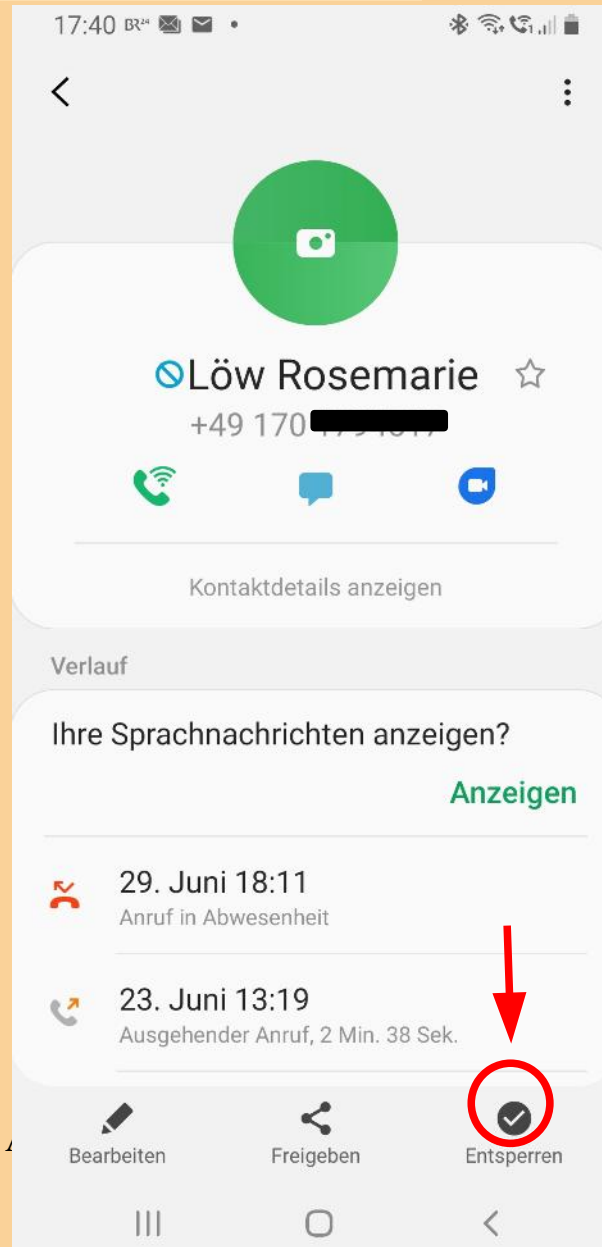 17:40 BR24
Löw Rosemarie
+49 170
Kontaktdetails anzeigen
Verlauf
Ihre Sprachnachrichten anzeigen?
Anzeigen
29. Juni 18:11
Anruf in Abwesenheit
23. Juni 13:19
Ausgehender Anruf, 2 Min. 38 Sek.
Bearbeiten Freigeben Entsperren